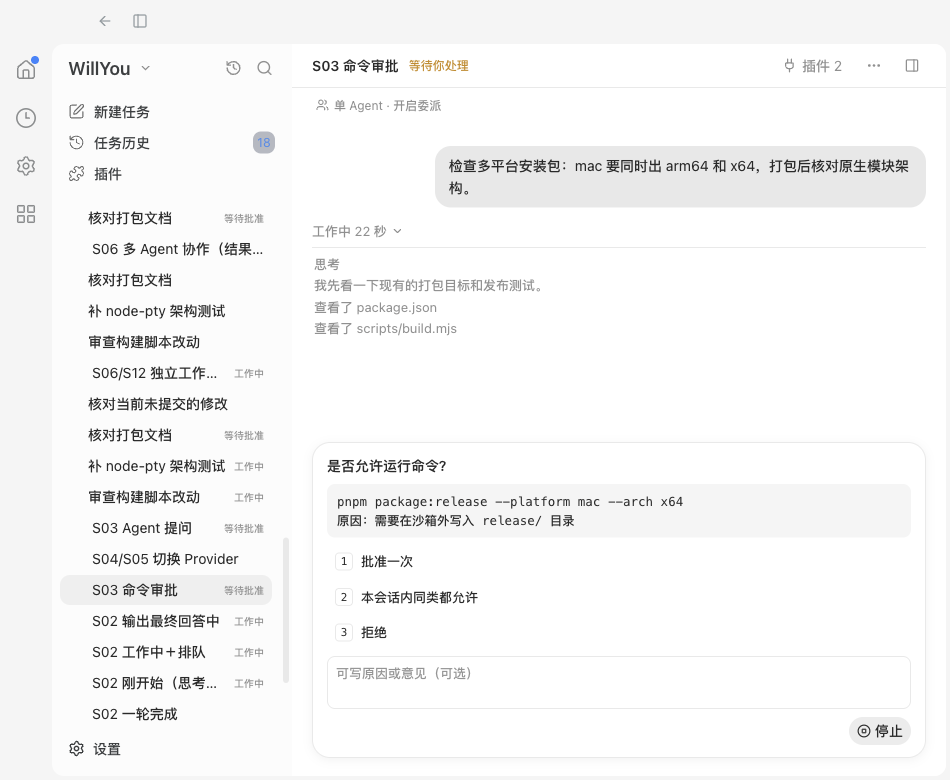 WillYou
新建任务
任务历史 18
插件
核对打包文档 等待批准
S06 多 Agent 协作（结果...
核对打包文档
补 node-pty 架构测试
审查构建脚本改动
S06/S12 独立工作... 工作中
核对当前未提交的修改
核对打包文档 等待批准
补 node-pty 架构测试 工作中
审查构建脚本改动 工作中
S03 Agent 提问 等待批准
S04/S05 切换 Provider
S03 命令审批 等待批准
S02 输出最终回答中 工作中
S02 工作中＋排队 工作中
S02 刚开始（思考... 工作中
S02 一轮完成
设置
S03 命令审批 等待你处理 插件 2
单 Agent · 开启委派
检查多平台安装包：mac 要同时出 arm64 和 x64，打包后核对原生模块架
构。
工作中 22 秒
思考
我先看一下现有的打包目标和发布测试。
查看了 package.json
查看了 scripts/build.mjs
是否允许运行命令?
pnpm package:release --platform mac --arch x64
原因：需要在沙箱外写入 release/ 目录
1 批准一次
2 本会话内同类都允许
3 拒绝
可写原因或意见（可选）
停止